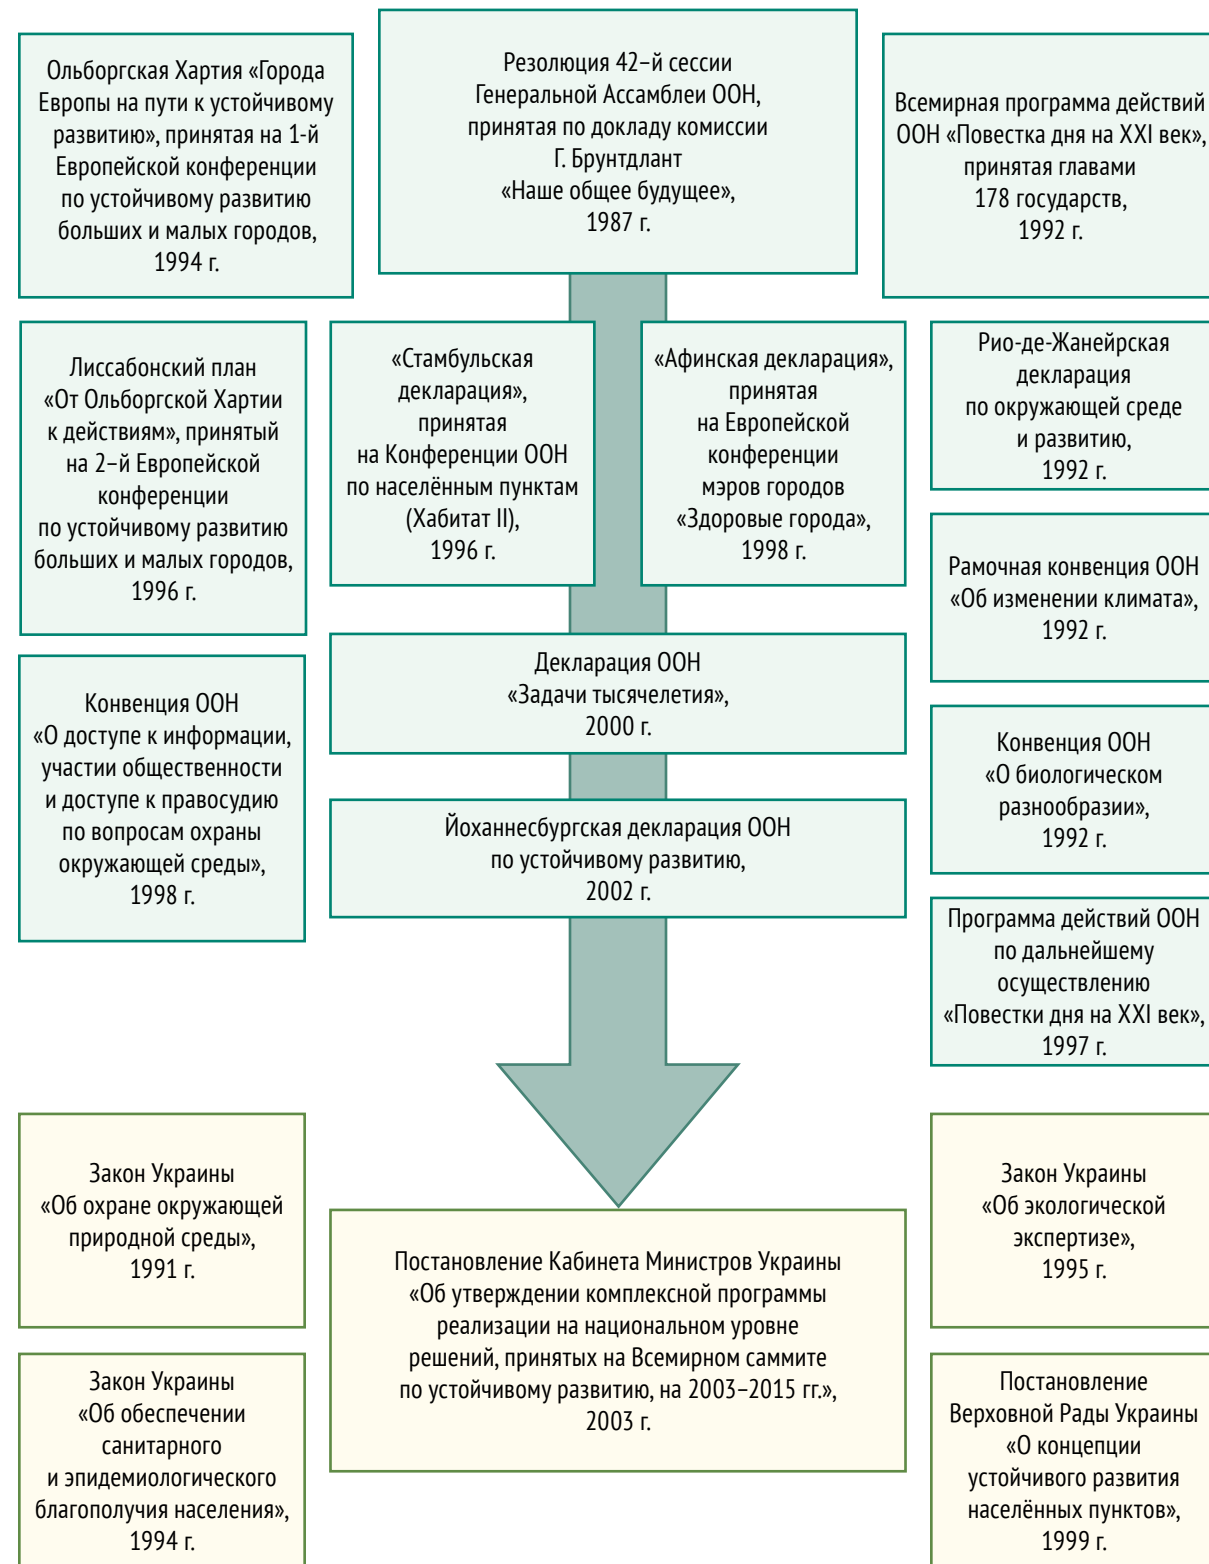 Ольборгская Хартия «Города
Европы на пути к устойчивому
развитию», принятая на 1-й
Европейской конференции
по устойчивому развитию
больших и малых городов,
1994 г.
Резолюция 42–й сессии
Генеральной Ассамблеи ООН,
принятая по докладу комиссии
Г. Брунтдлант
«Наше общее будущее»,
1987 г.
Всемирная программа действий
ООН «Повестка дня на XXI век»,
принятая главами
178 государств,
1992 г.
Лиссабонский план
«От Ольборгской Хартии
к действиям», принятый
на 2–й Европейской
конференции
по устойчивому развитию
больших и малых городов,
1996 г.
«Стамбульская
декларация»,
принятая
на Конференции ООН
по населённым пунктам
(Хабитат II),
1996 г.
«Афинская декларация»,
принятая
на Европейской
конференции
мэров городов
«Здоровые города»,
1998 г.
Рио-де-Жанейрская
декларация
по окружающей среде
и развитию,
1992 г.
Рамочная конвенция ООН
«Об изменении климата»,
1992 г.
Конвенция ООН
«О доступе к информации,
участии общественности
и доступе к правосудию
по вопросам охраны
окружающей среды»,
1998 г.
Декларация ООН
«Задачи тысячелетия»,
2000 г.
Конвенция ООН
«О биологическом
разнообразии»,
1992 г.
Йоханнесбургская декларация ООН
по устойчивому развитию,
2002 г.
Программа действий ООН
по дальнейшему
осуществлению
«Повестки дня на XXI век»,
1997 г.
Закон Украины
«Об охране окружающей
природной среды»,
1991 г.
Постановление Кабинета Министров Украины
«Об утверждении комплексной программы
реализации на национальном уровне
решений, принятых на Всемирном саммите
по устойчивому развитию, на 2003–2015 гг.»,
2003 г.
Закон Украины
«Об экологической
экспертизе»,
1995 г.
Закон Украины
«Об обеспечении
санитарного
и эпидемиологического
благополучия населения»,
1994 г.
Постановление
Верховной Рады Украины
«О концепции
устойчивого развития
населённых пунктов»,
1999 г.